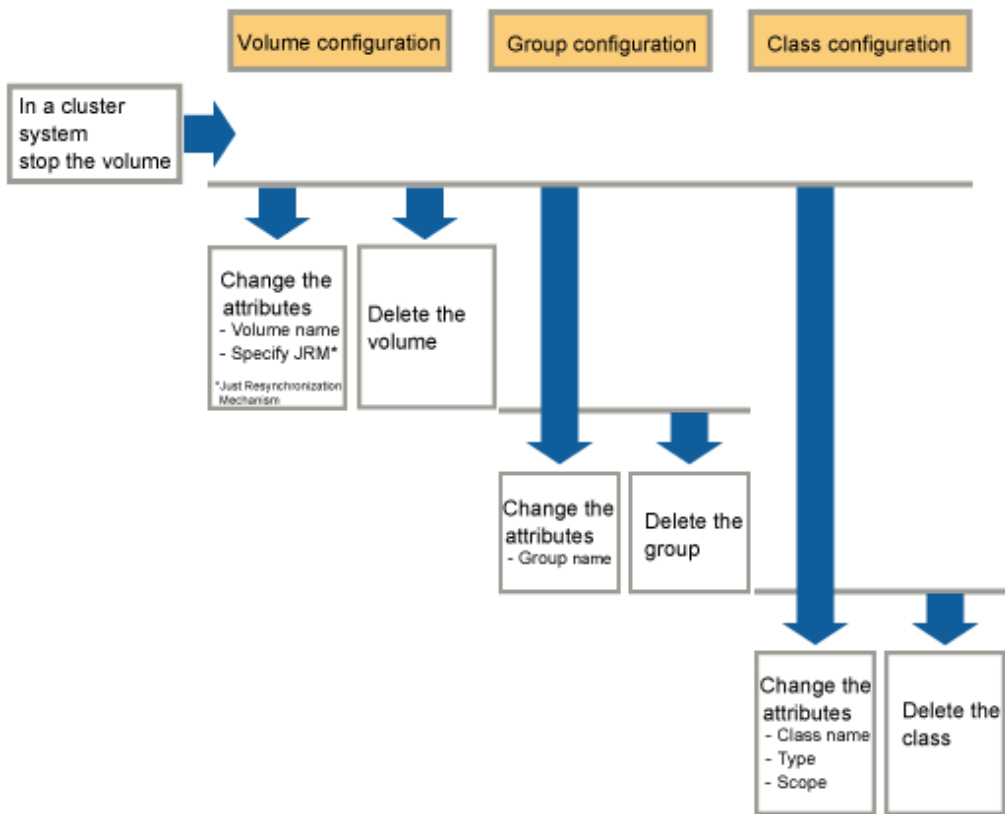 Volume configuration
Group configuration
Class configuration
In a cluster
system
stop the volume
Change the
attributes
- Volume name
- Specify JRM*
*Just Resynchronization
Mechanism
Delete the
volume
Change the
attributes
- Group name
Delete the
group
Change the
attributes
- Class name
- Type
- Scope
Delete the
class